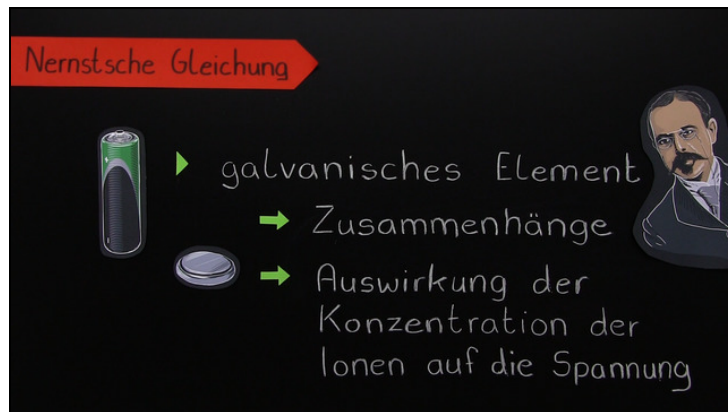 Nernstsche Gleichung
galvanisches Element
Zusammenhänge
Auswirkung der
Konzentration der
Ionen auf die Spannung